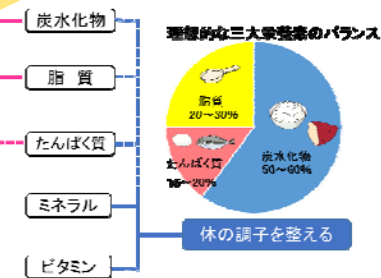 炭水化物
脂 質
たんぱく質
ミネラル
ビタミン
理想的な三大栄養素のバランス
脂質
20～30%
たんぱく質
15～20%
炭水化物
50～60%
体の調子を整える